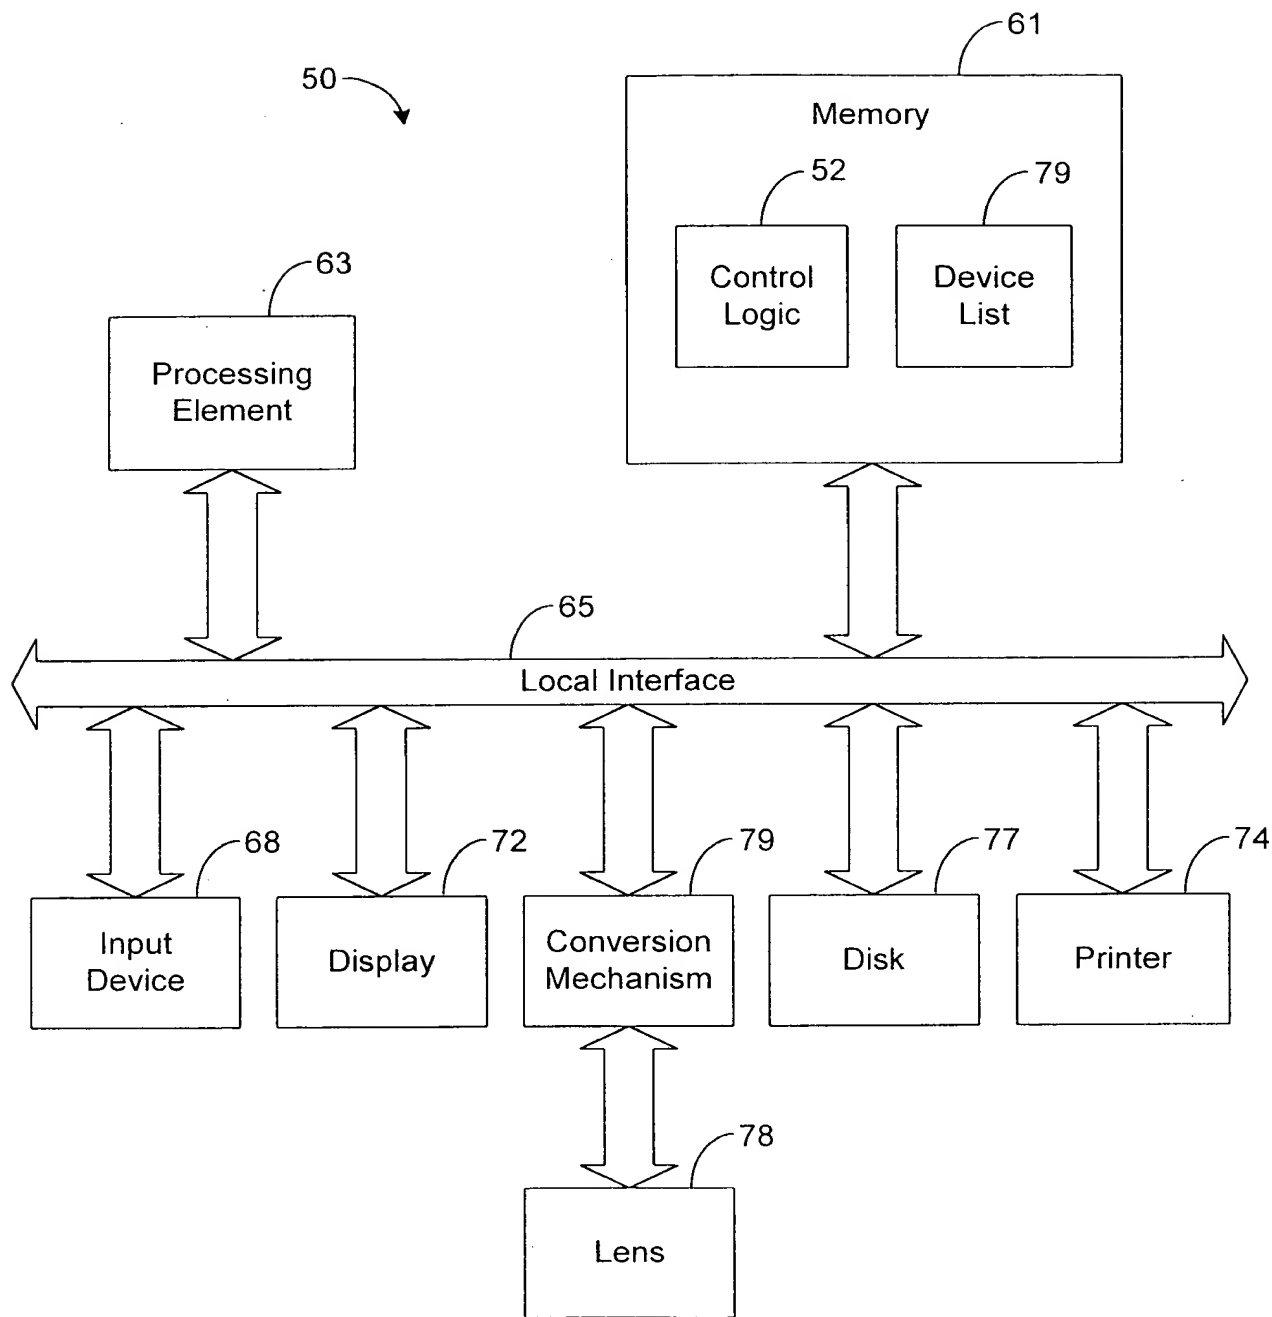 61
50
Memory
52
79
63
Control
Logic
Device
List
Processing
Element
65
Local Interface
68
72
79
77
74
Input
Device
Display
Conversion
Mechanism
Disk
Printer
78
Lens